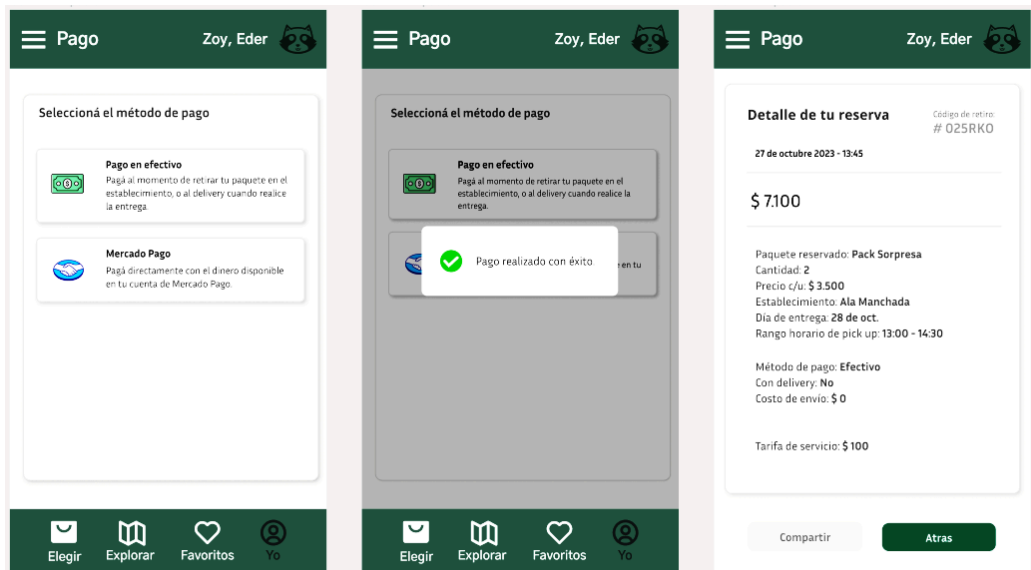 Pago
Zoy, Eder
Seleccioná el método de pago
Pago en efectivo
Pagá al momento de retirar tu paquete en el
establecimiento, o al delivery cuando realice
la entrega.
Mercado Pago
Pagá directamente con el dinero disponible
en tu cuenta de Mercado Pago.
Elegir
Explorar
Favoritos
Yo
Pago
Zoy, Eder
Seleccioná el método de pago
Pago en efectivo
Pagá al momento de retirar tu paquete en el
establecimiento, o al delivery cuando realice la
entrega.
Pago realizado con éxito.
en tu
Elegir
Explorar
Favoritos
Yo
Pago
Zoy, Eder
Detalle de tu reserva
Código de retiro:
# 025RKO
27 de octubre 2023 - 13:45
$ 7.100
Paquete reservado: Pack Sorpresa
Cantidad: 2
Precio c/u: $ 3.500
Establecimiento: Ala Manchada
Día de entrega: 28 de oct.
Rango horario de pick up: 13:00 - 14:30
Método de pago: Efectivo
Con delivery: No
Costo de envío: $ 0
Tarifa de servicio: $ 100
Compartir
Atras